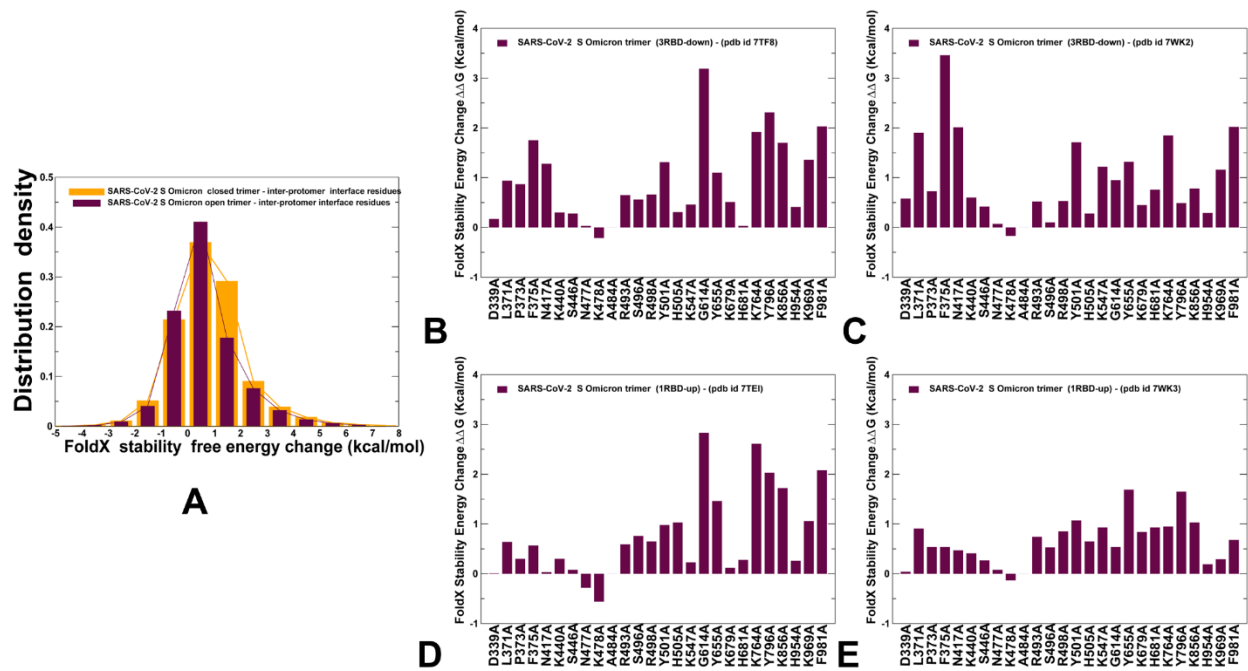 SARS-CoV-2 S Omicron closed trimer - inter-protomer interface residues
SARS-CoV-2 S Omicron open trimer - inter-protomer interface residues
Distribution density
0.5
0.4
0.3
0.2
0.1
0
-5 -4 -3 -2 -1 0 1 2 3 4 5 6 7 8
FoldX stability free energy change (kcal/mol)
A
SARS-CoV-2 S Omicron trimer (3RBD-down) - (pdb id 7TF8)
FoldX Stability Energy Change ΔΔG (Kcal/mol)
4
3
2
1
0
-1
D339A L371A P373A F375A N417A K440A S446A N477A K478A A484A R493A S496A R498A Y501A H505A K547A G614A Y655A K679A H681A K764A Y796A K856A H954A K969A F981A
B
SARS-CoV-2 S Omicron trimer (3RBD-down) - (pdb id 7WK2)
FoldX Stability Energy Change ΔΔG (Kcal/mol)
4
3
2
1
0
-1
D339A L371A P373A F375A N417A K440A S446A N477A K478A A484A R493A S496A R498A Y501A H505A K547A G614A Y655A K679A H681A K764A Y796A K856A H954A K969A F981A
C
SARS-CoV-2 S Omicron trimer (1RBD-up) - (pdb id 7TEI)
FoldX Stability Energy Change ΔΔG (Kcal/mol)
4
3
2
1
0
-1
D339A L371A P373A F375A N417A K440A S446A N477A K478A A484A R493A S496A R498A Y501A H505A K547A G614A Y655A K679A H681A K764A Y796A K856A H954A K969A F981A
D
SARS-CoV-2 S Omicron trimer (1RBD-up) - (pdb id 7WK3)
FoldX Stability Energy Change ΔΔG (Kcal/mol)
4
3
2
1
0
-1
D339A L371A P373A F375A N417A K440A S446A N477A K478A A484A R493A S496A R498A Y501A H505A K547A G614A Y655A K679A H681A K764A Y796A K856A H954A K969A F981A
E